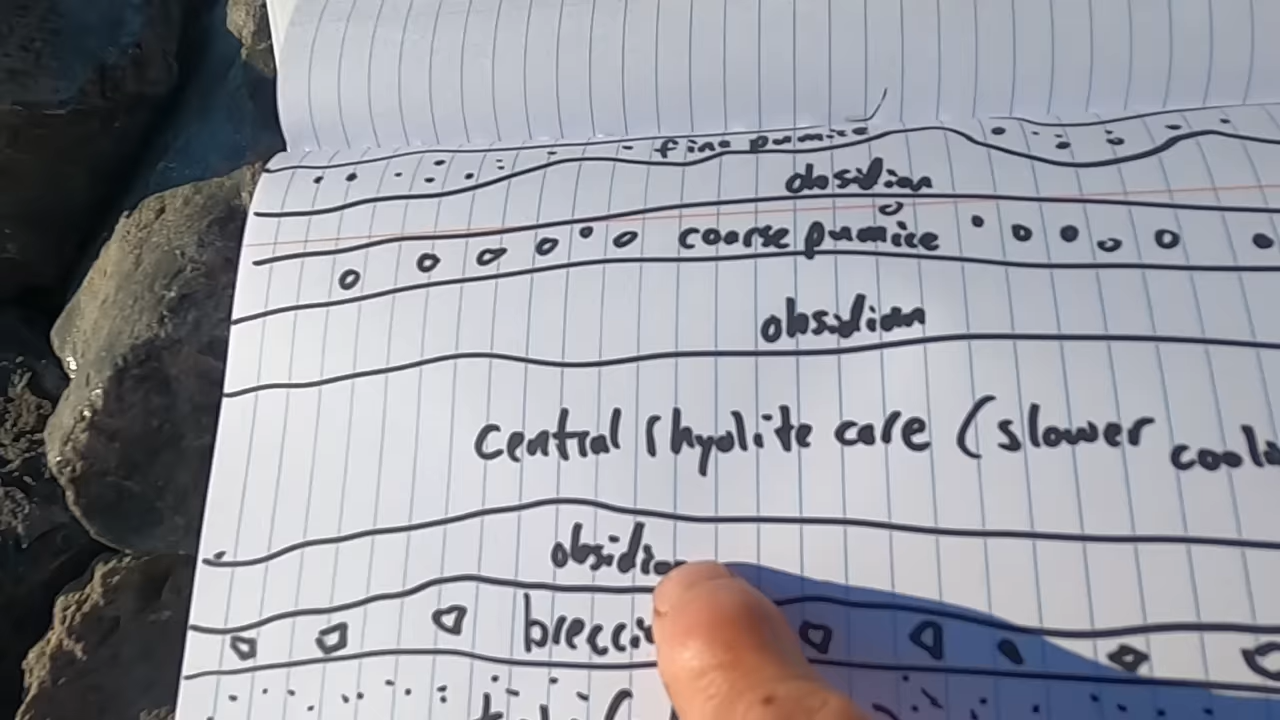 fine pumice
obsidian
coarse pumice
obsidian
central rhyolite core (slower
obsidian